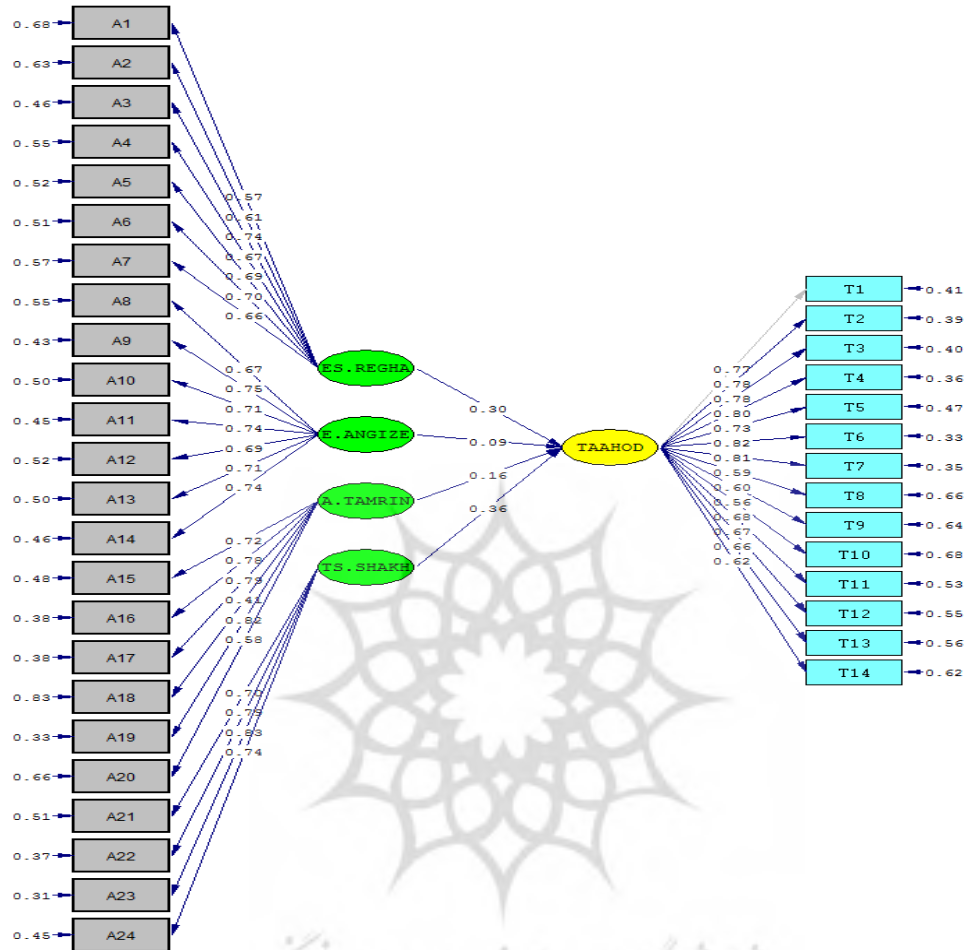 0.68 A1
0.63 A2
0.46 A3
0.55 A4
0.52 A5
0.51 A6
0.57 A7
0.55 A8
0.43 A9
0.50 A10
0.45 A11
0.52 A12
0.50 A13
0.46 A14
0.48 A15
0.38 A16
0.38 A17
0.83 A18
0.33 A19
0.66 A20
0.51 A21
0.37 A22
0.31 A23
0.45 A24
0.57
0.61
0.74
0.67
0.69
0.70
0.66
0.67
0.75
0.71
0.74
0.69
0.71
0.74
0.72
0.78
0.79
0.41
0.82
0.58
0.70
0.79
0.83
0.74
ES.REGHA
E.ANGIZE
A.TAMRIN
TS.SHAKH
0.30
0.09
0.16
0.36
TAAHOD
0.77
0.78
0.78
0.80
0.73
0.82
0.81
0.59
0.60
0.56
0.68
0.67
0.66
0.62
T1 0.41
T2 0.39
T3 0.40
T4 0.36
T5 0.47
T6 0.33
T7 0.35
T8 0.66
T9 0.64
T10 0.68
T11 0.53
T12 0.55
T13 0.56
T14 0.62